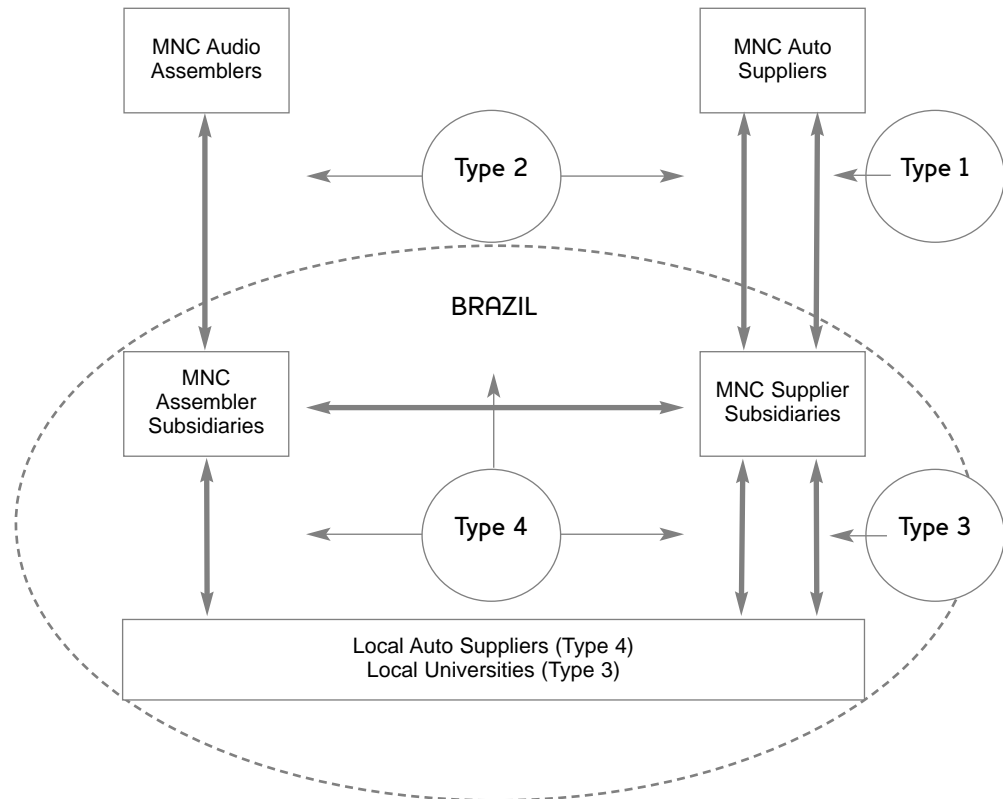 MNC Audio
Assemblers
MNC Auto
Suppliers
Type 2
Type 1
BRAZIL
MNC
Assembler
Subsidiaries
MNC Supplier
Subsidiaries
Type 4
Type 3
Local Auto Suppliers (Type 4)
Local Universities (Type 3)